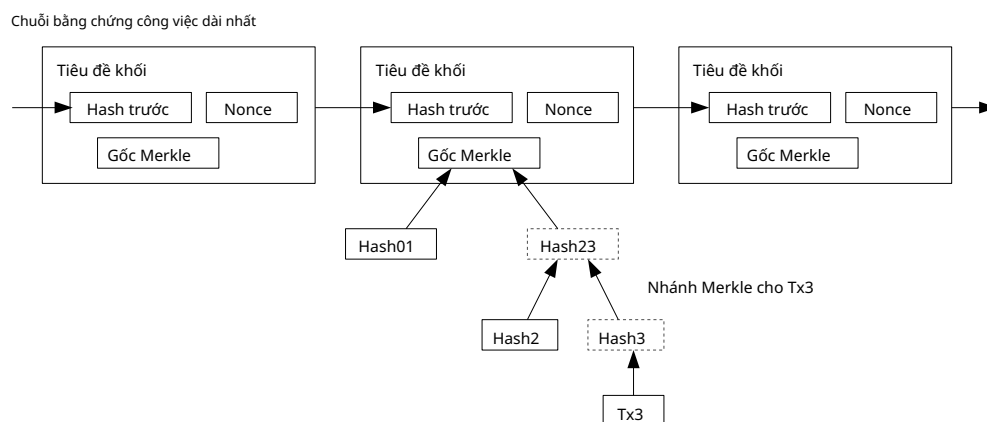 Chuỗi bằng chứng công việc dài nhất
Tiêu đề khối
Tiêu đề khối
Tiêu đề khối
Hash trước
Nonce
Hash trước
Nonce
Hash trước
Nonce
Gốc Merkle
Gốc Merkle
Gốc Merkle
Hash01
Hash23
Nhánh Merkle cho Tx3
Hash2
Hash3
Tx3